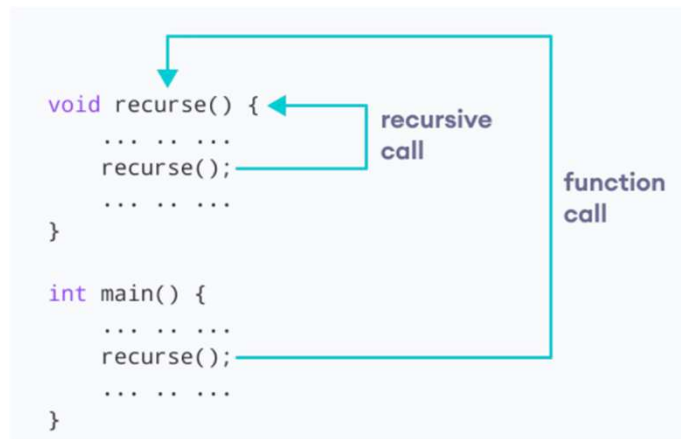 void recurse() {
... .. ...
recurse();
... .. ...
}
recursive
call
function
call
int main() {
... .. ...
recurse();
... .. ...
}